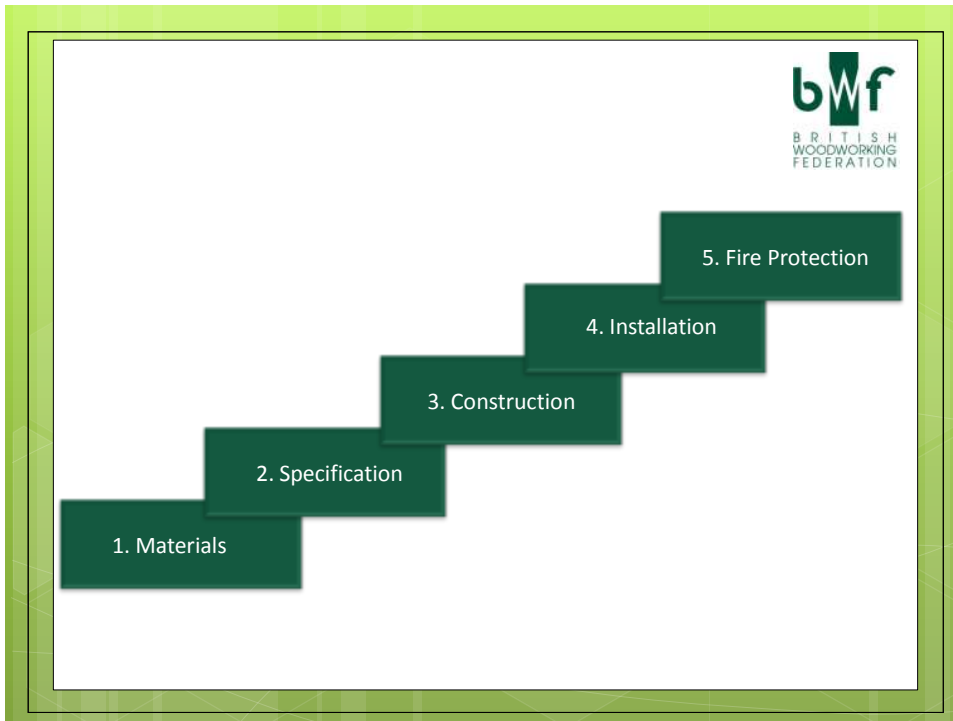 bwf
BRITISH
WOODWORKING
FEDERATION
5. Fire Protection
4. Installation
3. Construction
2. Specification
1. Materials